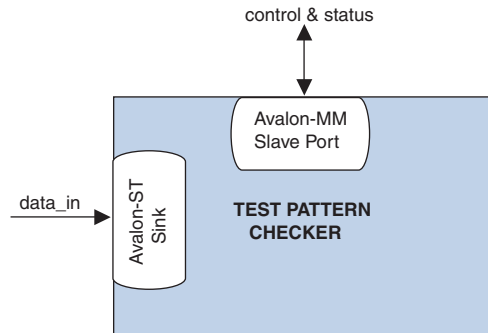 control & status
Avalon-MM
Slave Port
data_in
Avalon-ST
Sink
TEST PATTERN
CHECKER